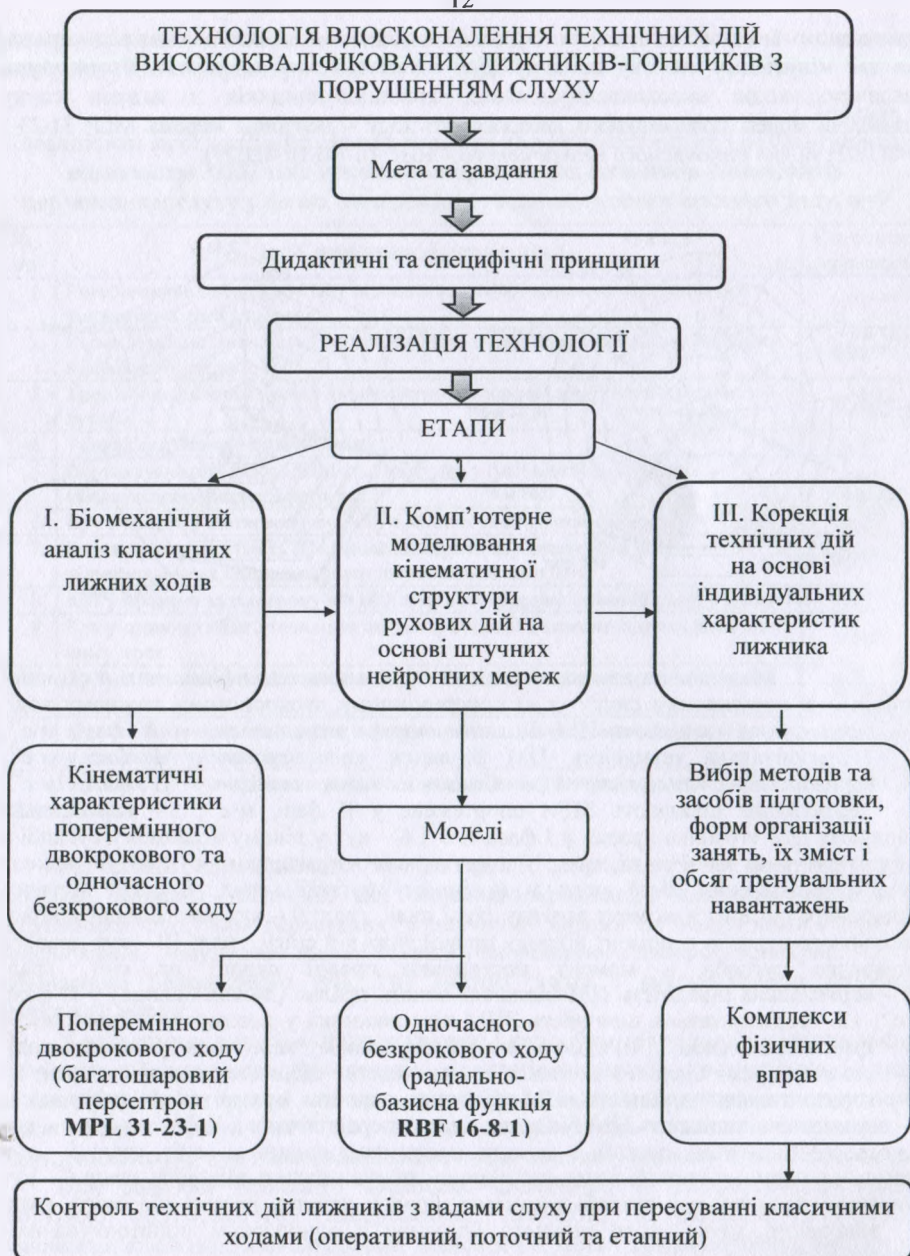 12
ТЕХНОЛОГІЯ ВДОСКОНАЛЕННЯ ТЕХНІЧНИХ ДІЙ
ВИСОКОКВАЛІФІКОВАНИХ ЛИЖНИКІВ-ГОНЩИКІВ З
ПОРУШЕННЯМ СЛУХУ
Мета та завдання
Дидактичні та специфічні принципи
РЕАЛІЗАЦІЯ ТЕХНОЛОГІЇ
ЕТАПИ
І. Біомеханічний
аналіз класичних
лижних ходів
ІІ. Комп’ютерне
моделювання
кінематичної
структури
рухових дій на
основі штучних
нейронних мереж
ІІІ. Корекція
технічних дій
на основі
індивідуальних
характеристик
лижника
Кінематичні
характеристики
поперемінного
двокрокового та
одночасного
безкрокового ходу
Моделі
Вибір методів та
засобів підготовки,
форм організації
занять, їх зміст і
обсяг тренувальних
навантажень
Поперемінного
двокрокового ходу
(багатошаровий
персептрон
MPL 31-23-1)
Одночасного
безкрокового ходу
(радіально-
базисна функція
RBF 16-8-1)
Комплекси
фізичних
вправ
Контроль технічних дій лижників з вадами слуху при пересуванні класичними
ходами (оперативний, поточний та етапний)